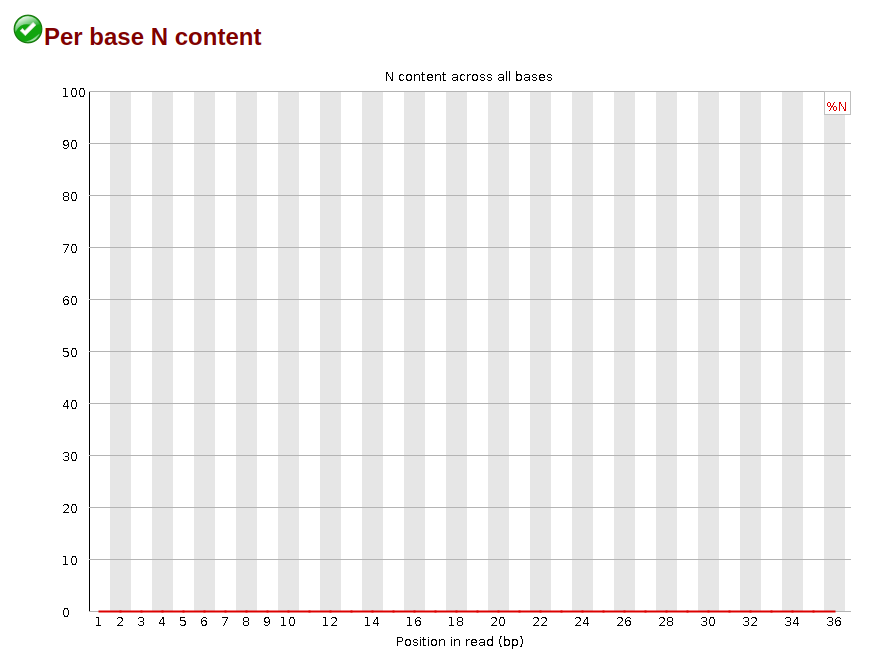 Per base N content
N content across all bases
%N
100
90
80
70
60
50
40
30
20
10
0
1 2 3 4 5 6 7 8 9 10 12 14 16 18 20 22 24 26 28 30 32 34 36
Position in read (bp)